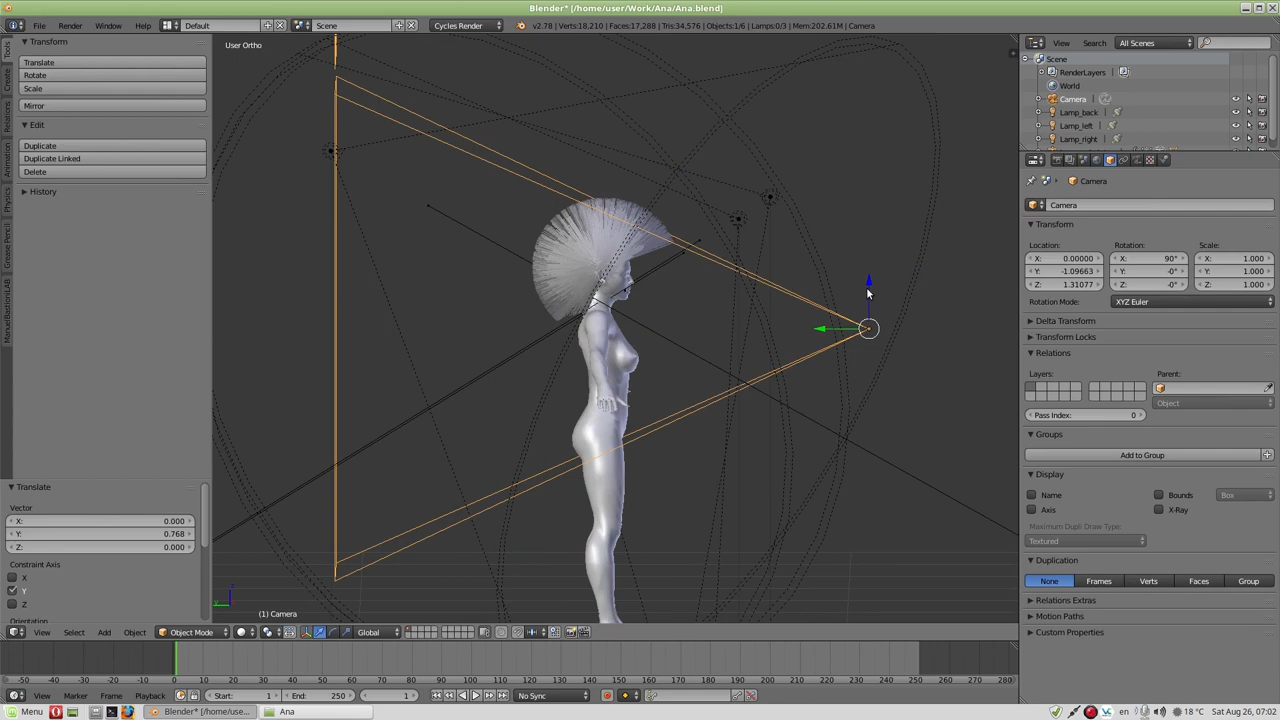 Blender* [/home/user/Work/Ana/Ana.blend]
File Render Window Help Default Scene Cycles Render v2.78 | Verts:18,210 | Faces:17,288 | Tris:34,576 | Objects:1/6 | Lamps:0/3 | Mem:202.61M | Camera
Tools
Create
Relations
Animation
Physics
Grease Pencil
ManuelBastioniLAB
Transform
Translate
Rotate
Scale
Mirror
Edit
Duplicate
Duplicate Linked
Delete
History
Translate
Vector
X: 0.000
Y: 0.768
Z: 0.000
Constraint Axis
X
Y
Z
Orientation
User Ortho
(1) Camera
View Select Add Object Object Mode Global
View Search All Scenes
Scene
RenderLayers
World
Camera
Lamp_back
Lamp_left
Lamp_right
Camera
Camera
Transform
Location: Rotation: Scale:
X: 0.00000 X: 90° X: 1.000
Y: -1.09663 Y: -0° Y: 1.000
Z: 1.31077 Z: -0° Z: 1.000
Rotation Mode: XYZ Euler
Delta Transform
Transform Locks
Relations
Layers: Parent:
Object
Pass Index: 0
Groups
Add to Group
Display
Name Bounds Box
Axis X-Ray
Maximum Dupli Draw Type:
Textured
Duplication
None Frames Verts Faces Group
Relations Extras
Motion Paths
Custom Properties
-50 -40 -30 -20 -10 0 10 20 30 40 50 60 70 80 90 100 110 120 130 140 150 160 170 180 190 200 210 220 230 240 250 260 270 280
View Marker Frame Playback Start: 1 End: 250 1 No Sync
Menu Blender* [/home/use... Ana en 18 °C Sat Aug 26, 07:02